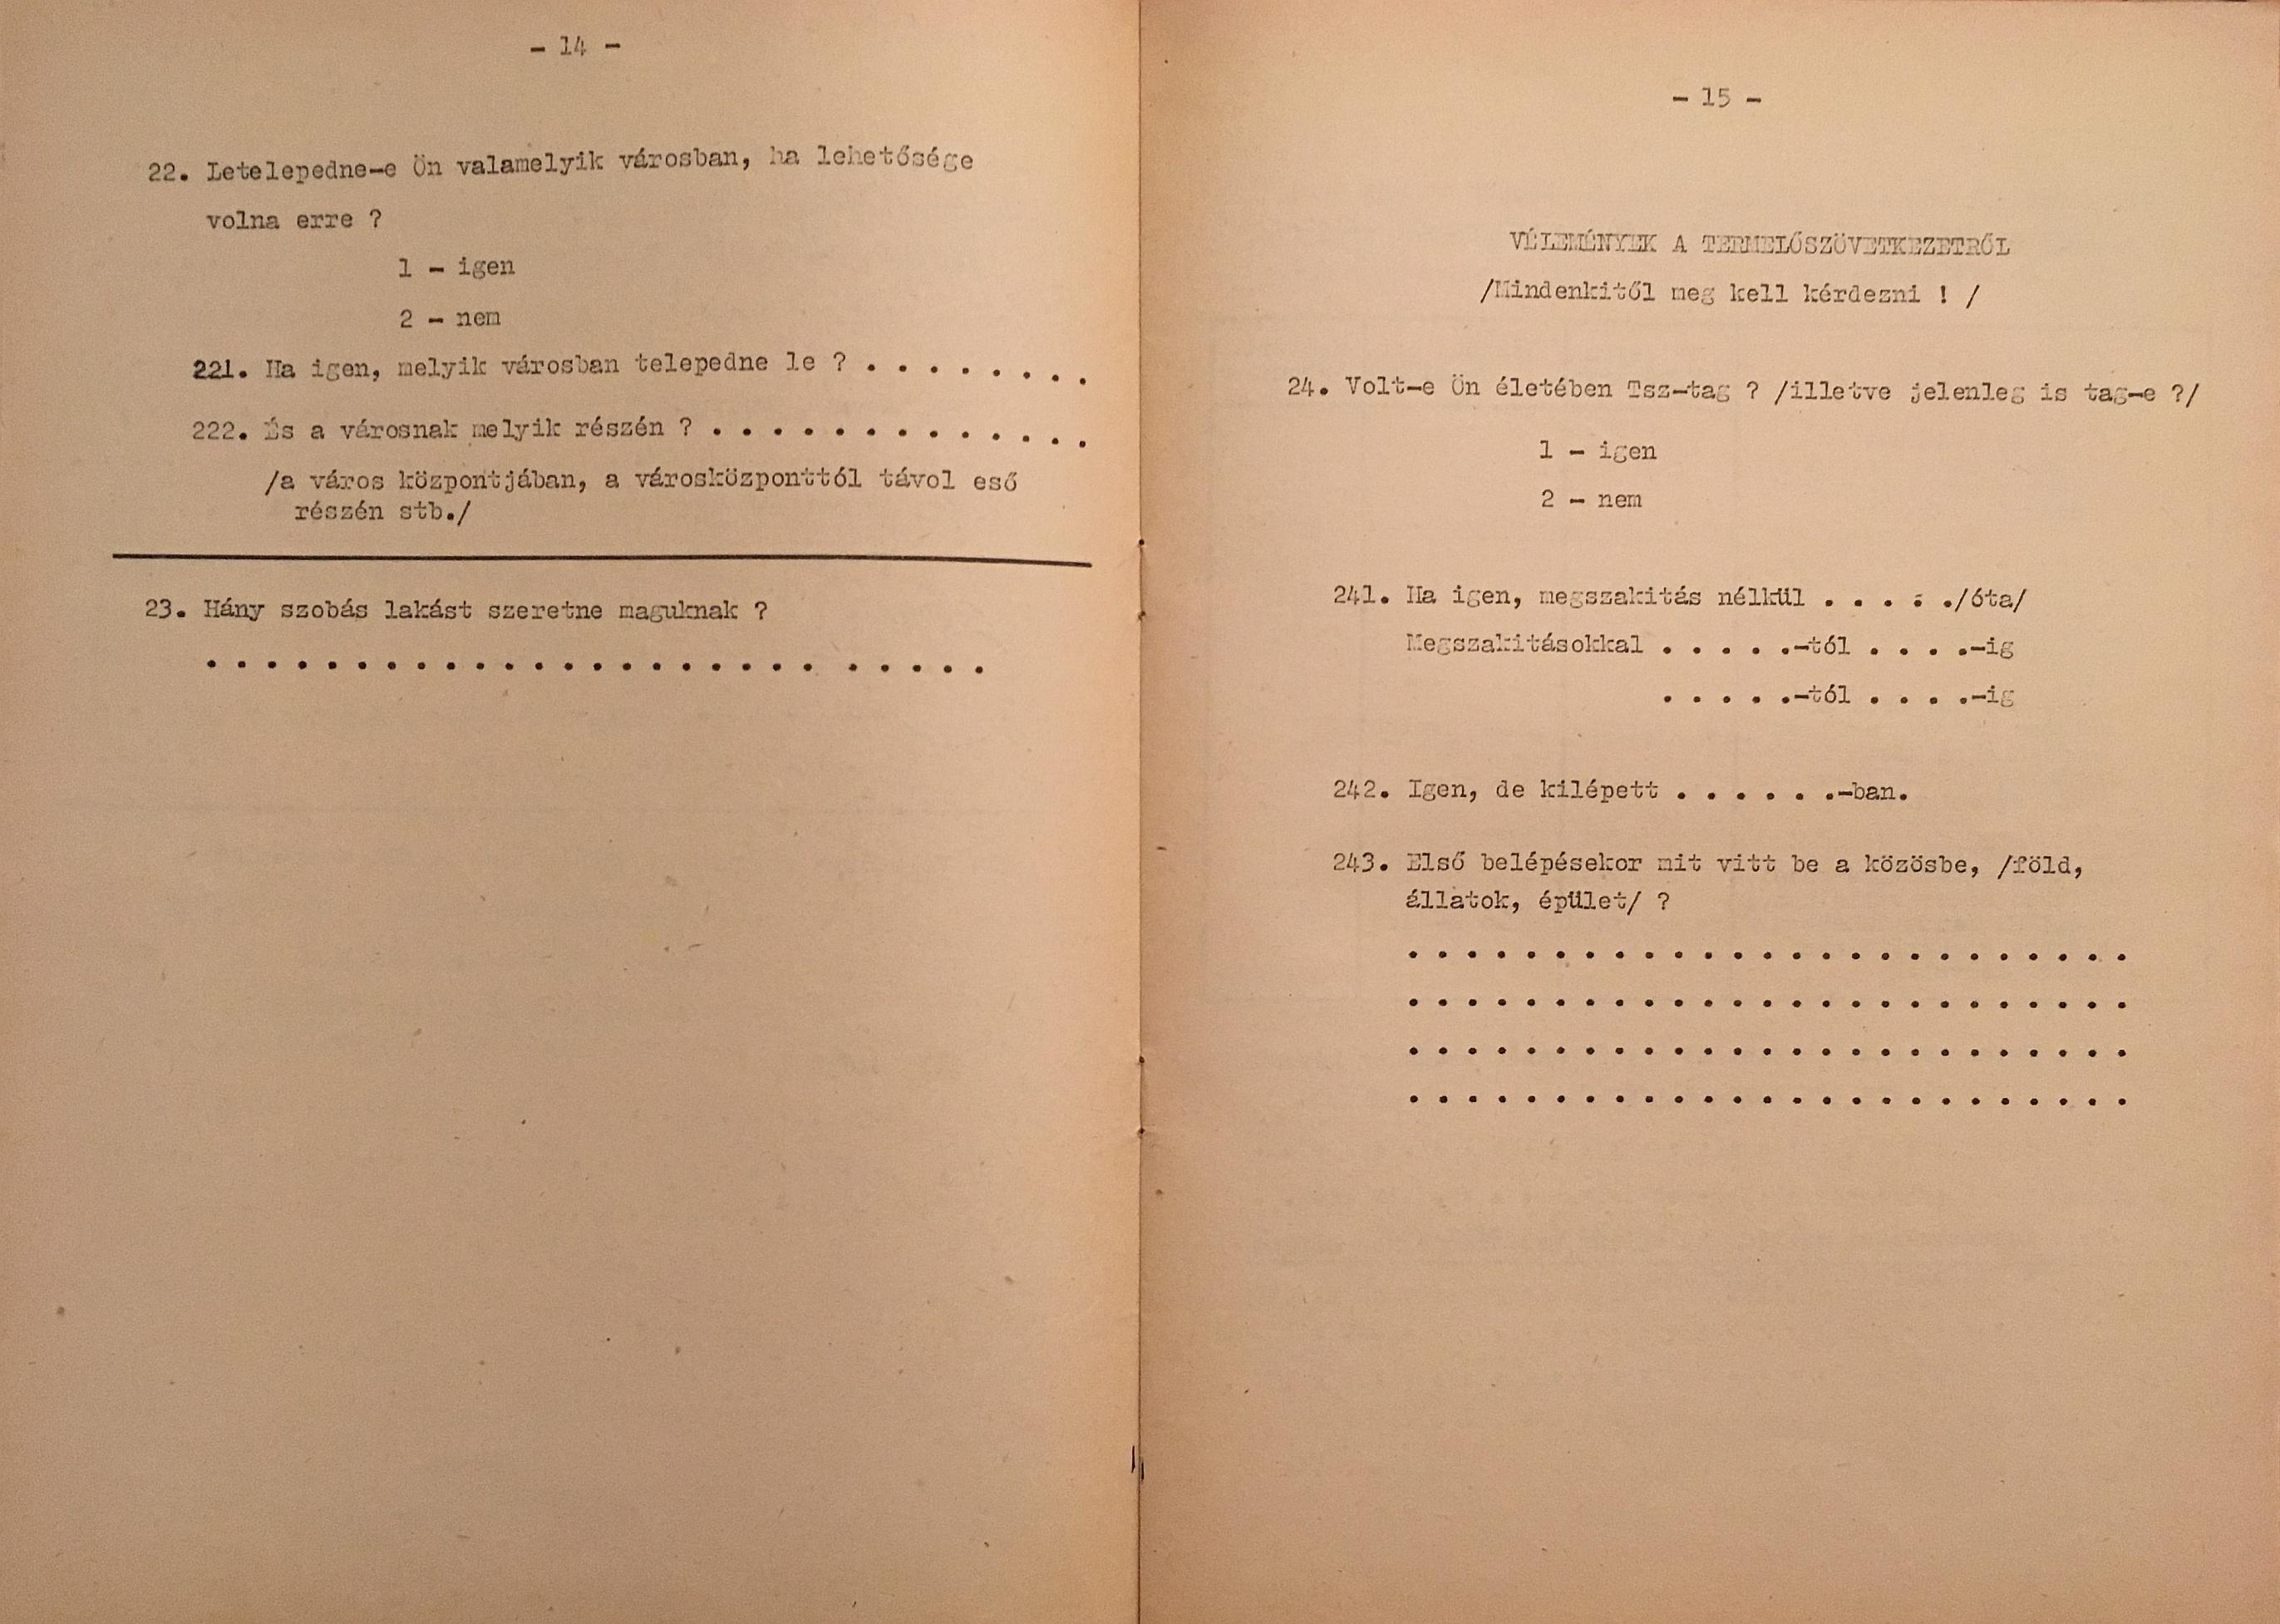 - 14 -
22. Letelepedne-e Ön valamelyik városban, ha lehetősége
volna erre ?
1 - igen
2 - nem
221. Ha igen, melyik városban telepedne le ? . . . . . . . .
222. És a városnak melyik részén ? . . . . . . . . . . . . .
/a város központjában, a városközponttól távol eső
részén stb./
23. Hány szobás lakást szeretne maguknak ?
. . . . . . . . . . . . . . . . . . . . . . . . . .
- 15 -
VÉLEMÉNYEK A TERMELŐSZÖVETKEZETRŐL
/Mindenkitől meg kell kérdezni ! /
24. Volt-e Ön életében Tsz-tag ? /illetve jelenleg is tag-e ?/
1 - igen
2 - nem
241. Ha igen, megszakitás nélkül . . . . ./óta/
Megszakitásokkal . . . . .-tól . . . .-ig
. . . . .-tól . . . .-ig
242. Igen, de kilépett . . . . . .-ban.
243. Első belépésekor mit vitt be a közösbe, /föld,
állatok, épület/ ?
. . . . . . . . . . . . . . . . . . . . . . . . .
. . . . . . . . . . . . . . . . . . . . . . . . .
. . . . . . . . . . . . . . . . . . . . . . . . .
. . . . . . . . . . . . . . . . . . . . . . . . .